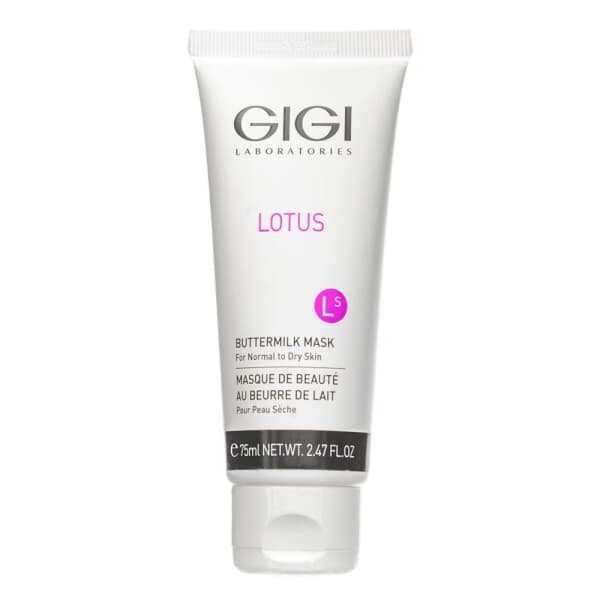 GIGI
LABORATORIES
LOTUS
LS
BUTTERMILK MASK
For Normal to Dry Skin
MASQUE DE BEAUTÉ
AU BEURRE DE LAIT
Pour Peau Sèche
℮75ml NET.WT. 2.47 FL.OZ